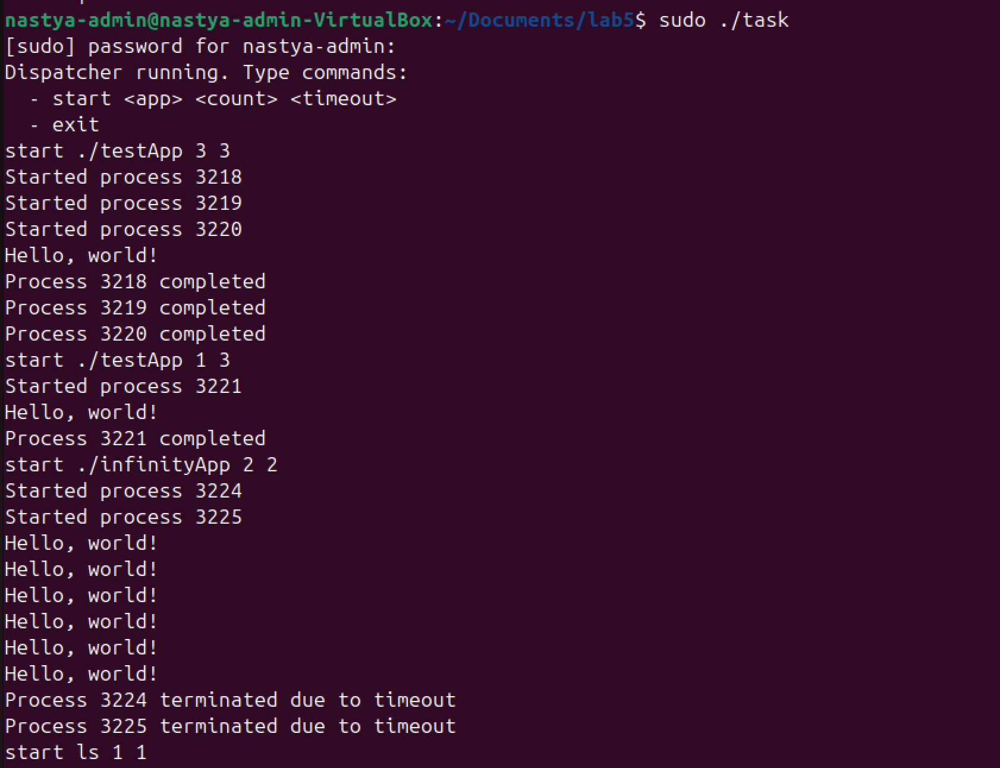 nastya-admin@nastya-admin-VirtualBox:~/Documents/lab5$ sudo ./task
[sudo] password for nastya-admin:
Dispatcher running. Type commands:
  - start <app> <count> <timeout>
  - exit
start ./testApp 3 3
Started process 3218
Started process 3219
Started process 3220
Hello, world!
Process 3218 completed
Process 3219 completed
Process 3220 completed
start ./testApp 1 3
Started process 3221
Hello, world!
Process 3221 completed
start ./infinityApp 2 2
Started process 3224
Started process 3225
Hello, world!
Hello, world!
Hello, world!
Hello, world!
Hello, world!
Hello, world!
Process 3224 terminated due to timeout
Process 3225 terminated due to timeout
start ls 1 1